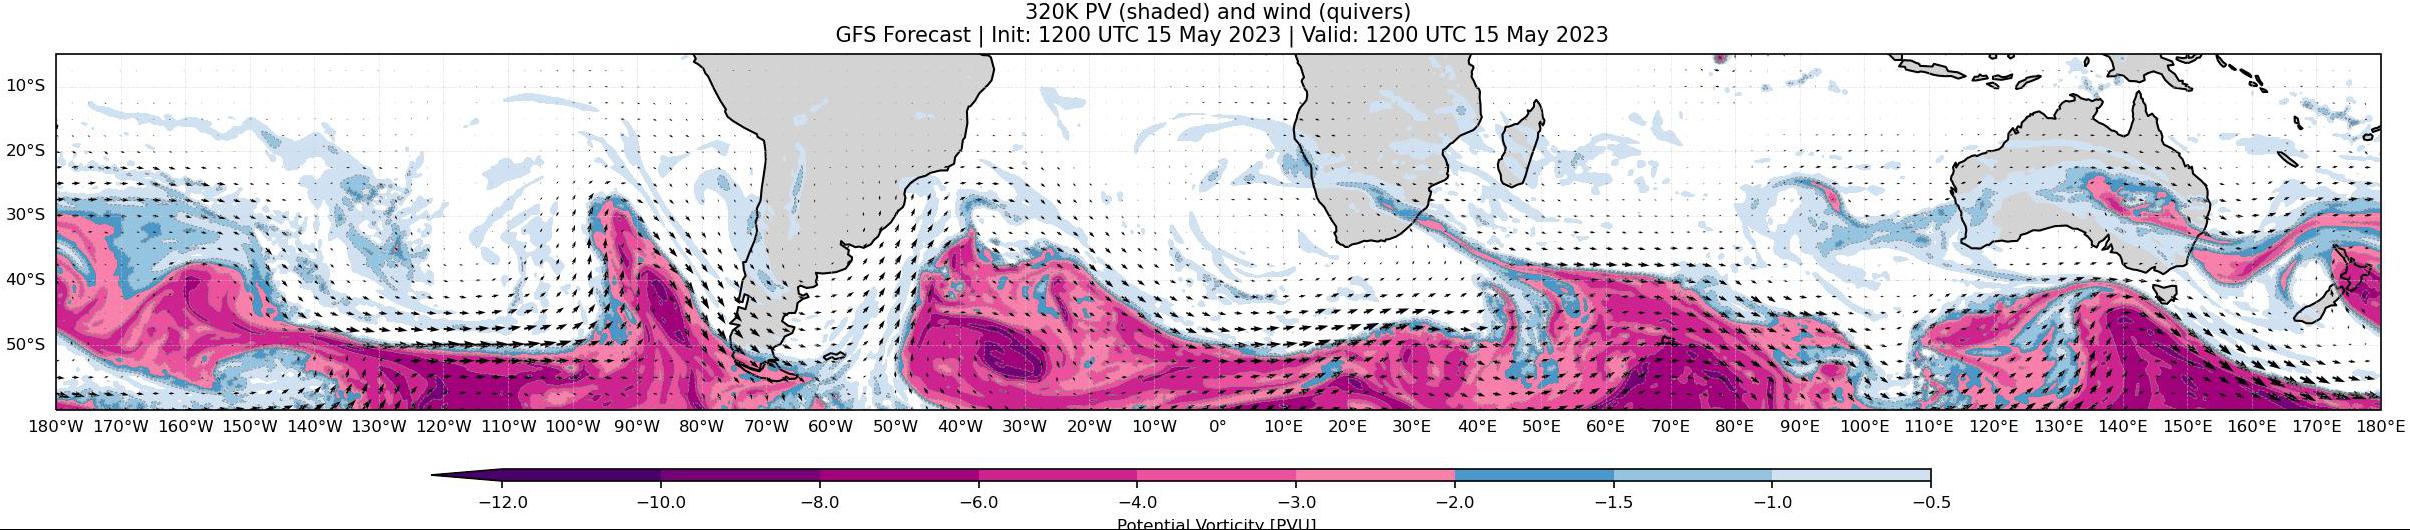 320K PV (shaded) and wind (quivers)
GFS Forecast | Init: 1200 UTC 15 May 2023 | Valid: 1200 UTC 15 May 2023
10°S
20°S
30°S
40°S
50°S
180°W 170°W 160°W 150°W 140°W 130°W 120°W 110°W 100°W 90°W 80°W 70°W 60°W 50°W 40°W 30°W 20°W 10°W 0° 10°E 20°E 30°E 40°E 50°E 60°E 70°E 80°E 90°E 100°E 110°E 120°E 130°E 140°E 150°E 160°E 170°E 180°E
−12.0 −10.0 −8.0 −6.0 −4.0 −3.0 −2.0 −1.5 −1.0 −0.5
Potential Vorticity [PVU]